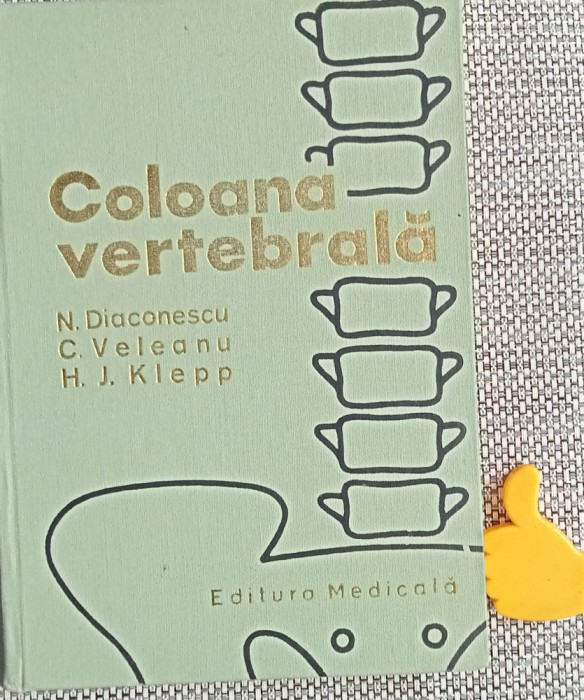 Coloana
vertebrală
N. Diaconescu
C. Veleanu
H. J. Klepp
Editura Medicală